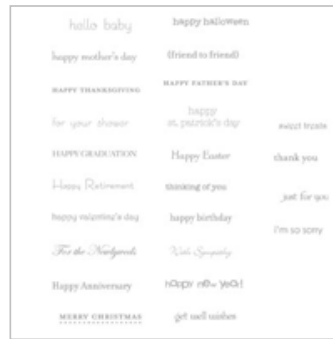 hello baby
happy halloween
happy mother's day
{friend to friend}
HAPPY THANKSGIVING
HAPPY FATHER'S DAY
for your shower
happy
st. patrick's day
sweet treats
HAPPY GRADUATION
Happy Easter
thank you
Happy Retirement
thinking of you
just for you
happy valentine's day
happy birthday
i'm so sorry
For the Newlyweds
With Sympathy
Happy Anniversary
happy new year!
MERRY CHRISTMAS
get well wishes